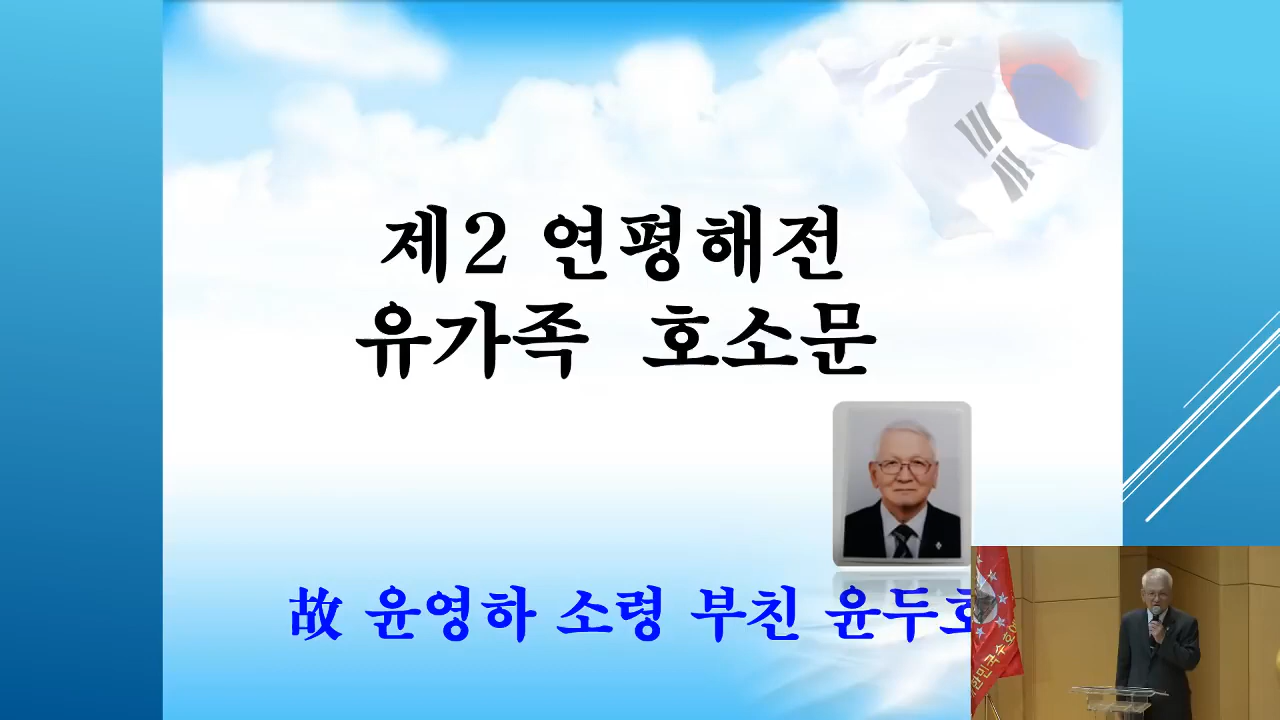 제2 연평해전
유가족 호소문
故 윤영하 소령 부친 윤두호